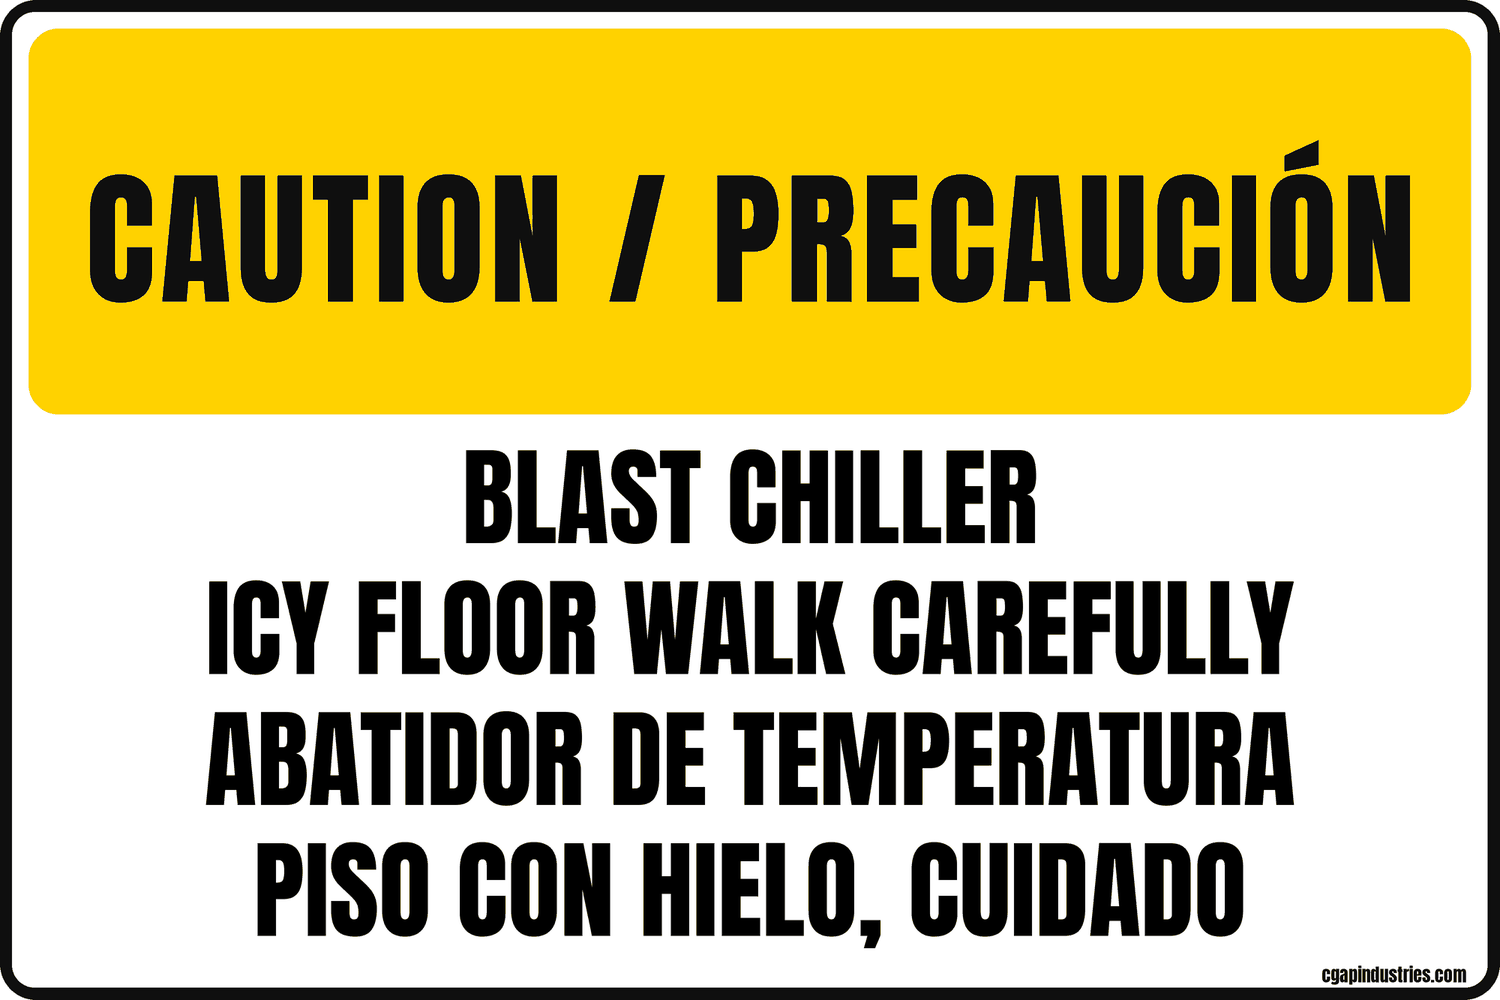 CAUTION / PRECAUCIÓN
BLAST CHILLER
ICY FLOOR WALK CAREFULLY
ABATIDOR DE TEMPERATURA
PISO CON HIELO, CUIDADO
cgapindustries.com